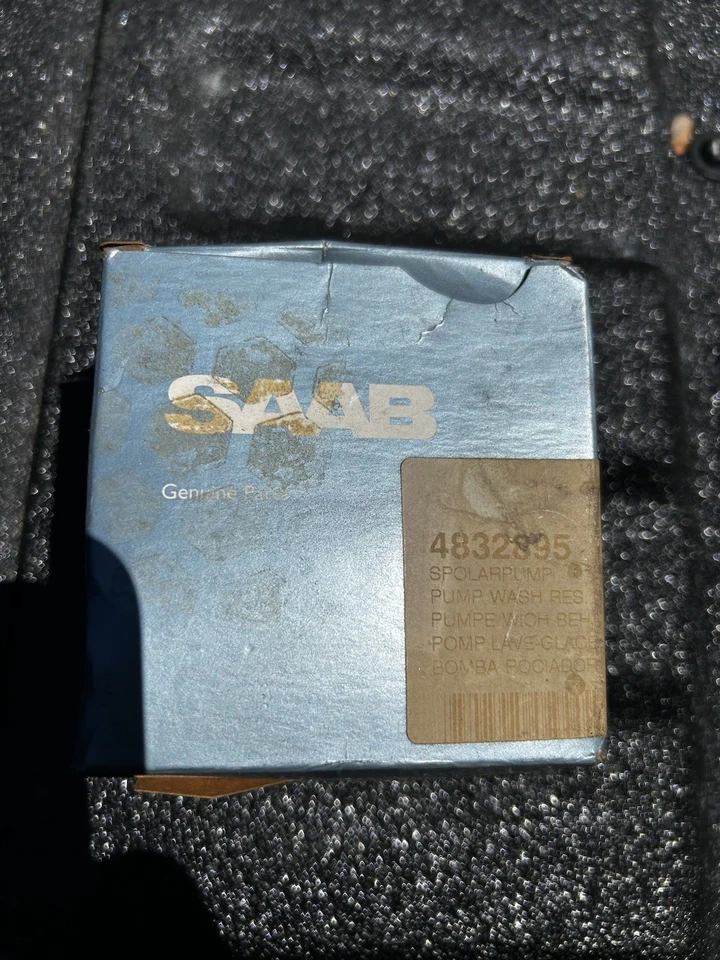 SAAB
Genuine Parts
4832895
SPOLARPUMP
PUMP WASH RES
PUMPE WICH BEH
POMP LAVE-GLACE
BOMBA ROCIADOR